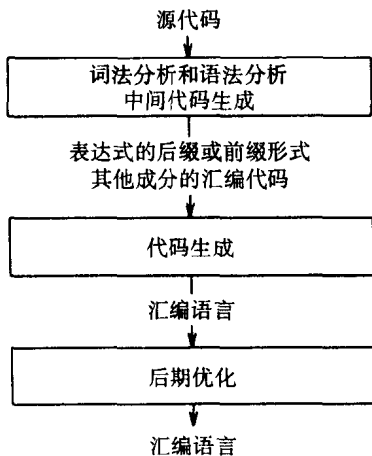 源代码
词法分析和语法分析
中间代码生成
表达式的后缀或前缀形式
其他成分的汇编代码
代码生成
汇编语言
后期优化
汇编语言